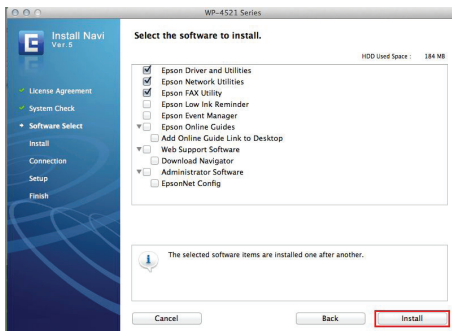 WP-4521 Series
Install Navi
Ver.6
Select the software to install.
HDD Used Space : 184 MB
Epson Driver and Utilities
Epson Network Utilities
Epson FAX Utility
Epson Low Ink Reminder
Epson Event Manager
Epson Online Guides
Add Online Guide Link to Desktop
Web Support Software
Download Navigator
Administrator Software
EpsonNet Config
License Agreement
System Check
Software Select
Install
Connection
Setup
Finish
The selected software items are installed one after another.
Cancel
Back
Install